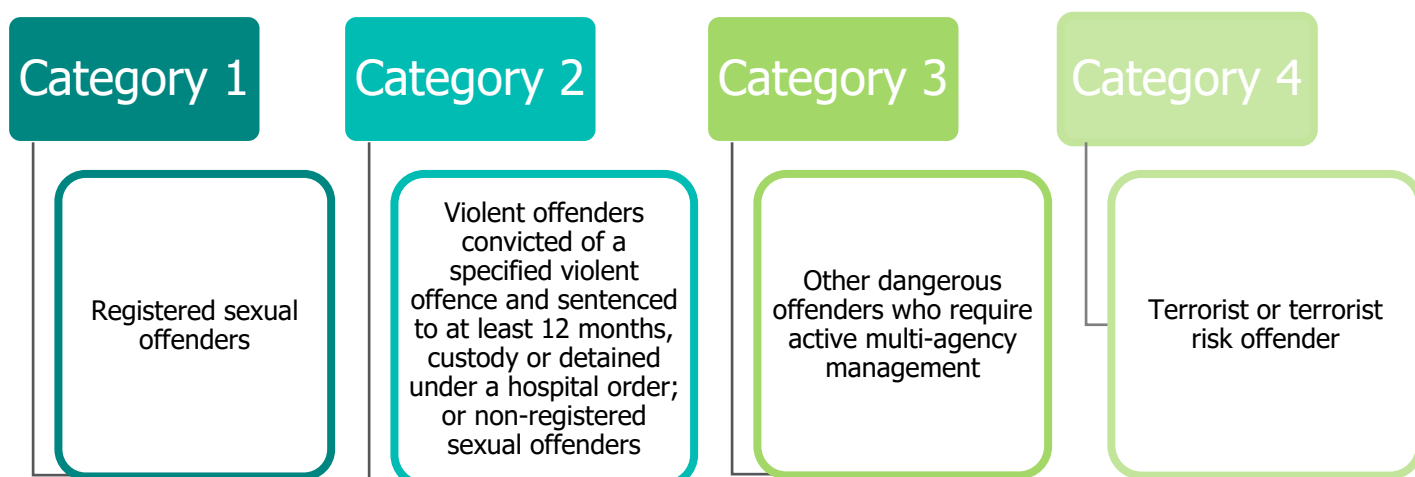 Category 1
Registered sexual
offenders
Category 2
Violent offenders
convicted of a
specified violent
offence and sentenced
to at least 12 months,
custody or detained
under a hospital order;
or non-registered
sexual offenders
Category 3
Other dangerous
offenders who require
active multi-agency
management
Category 4
Terrorist or terrorist
risk offender